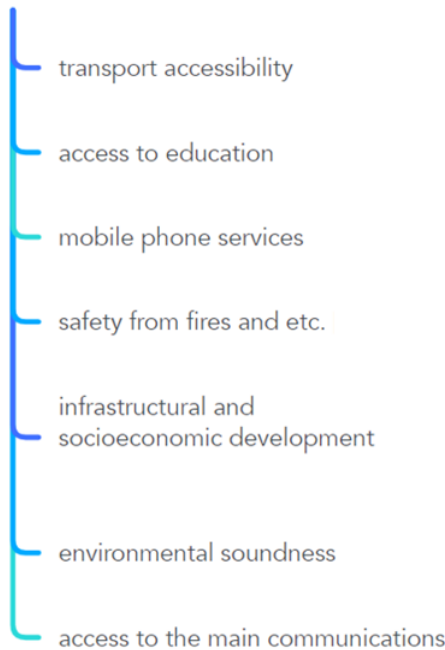 transport accessibility
access to education
mobile phone services
safety from fires and etc.
infrastructural and
socioeconomic development
environmental soundness
access to the main communications